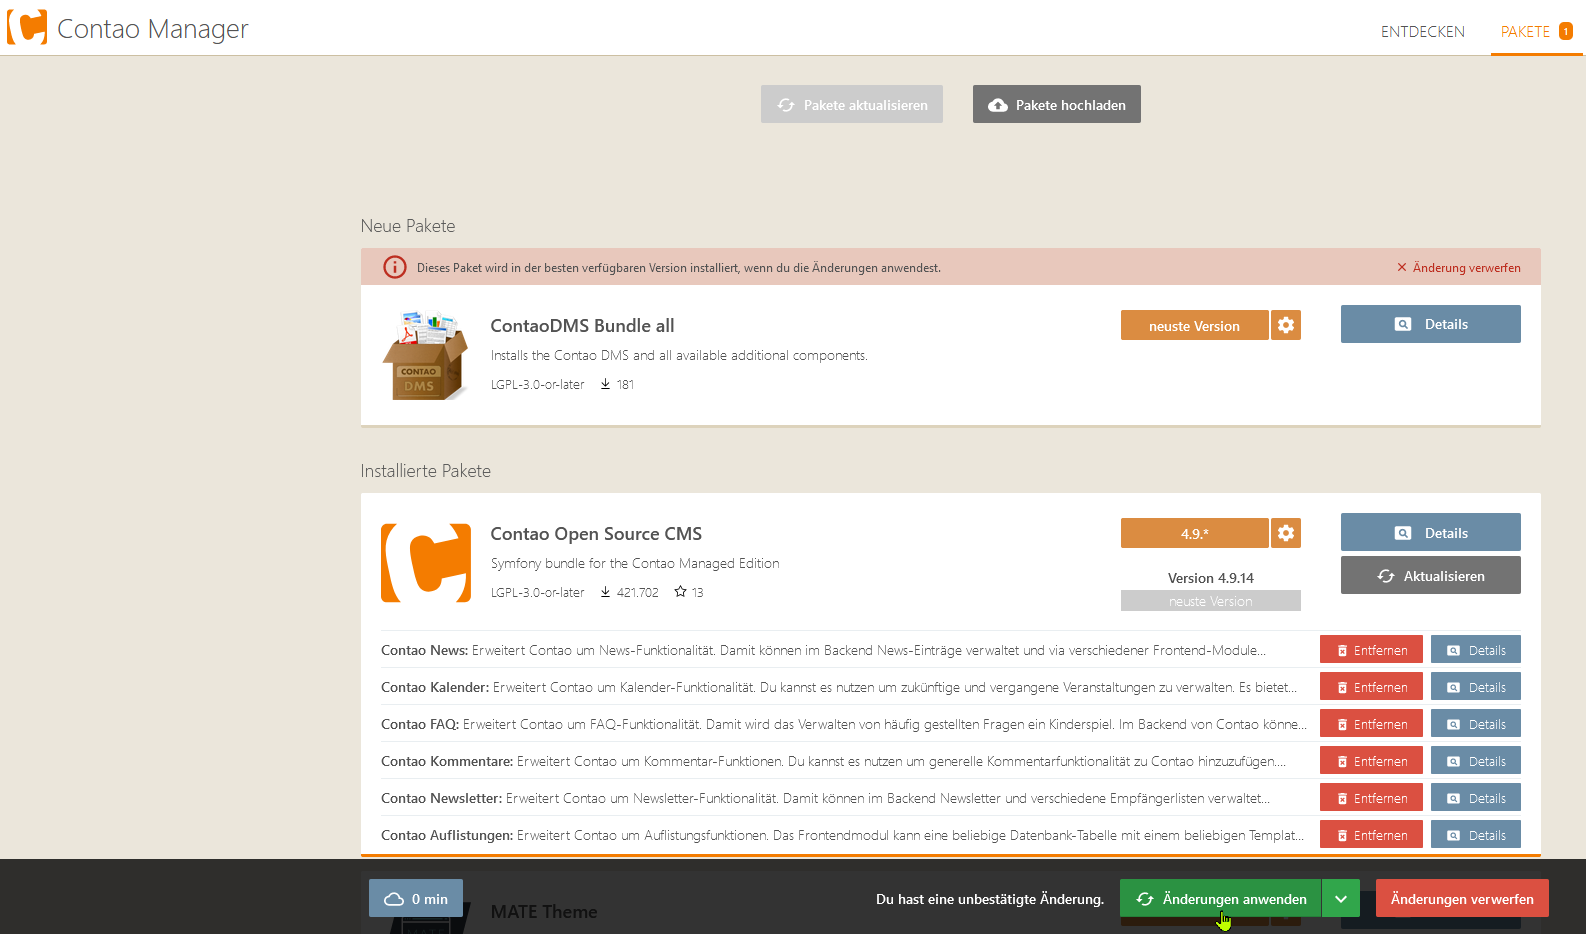 Contao Manager
ENTDECKEN
PAKETE 1
Pakete aktualisieren
Pakete hochladen
Neue Pakete
Dieses Paket wird in der besten verfügbaren Version installiert, wenn du die Änderungen anwendest.
Änderung verwerfen
CONTAO
DMS
ContaoDMS Bundle all
neuste Version
Details
Installs the Contao DMS and all available additional components.
LGPL-3.0-or-later 181
Installierte Pakete
Contao Open Source CMS
4.9.*
Details
Symfony bundle for the Contao Managed Edition
Version 4.9.14
Aktualisieren
LGPL-3.0-or-later 421.702 13
neuste Version
Contao News: Erweitert Contao um News-Funktionalität. Damit können im Backend News-Einträge verwaltet und via verschiedener Frontend-Module... Entfernen Details
Contao Kalender: Erweitert Contao um Kalender-Funktionalität. Du kannst es nutzen um zukünftige und vergangene Veranstaltungen zu verwalten. Es bietet... Entfernen Details
Contao FAQ: Erweitert Contao um FAQ-Funktionalität. Damit wird das Verwalten von häufig gestellten Fragen ein Kinderspiel. Im Backend von Contao könne... Entfernen Details
Contao Kommentare: Erweitert Contao um Kommentar-Funktionen. Du kannst es nutzen um generelle Kommentarfunktionalität zu Contao hinzuzufügen.... Entfernen Details
Contao Newsletter: Erweitert Contao um Newsletter-Funktionalität. Damit können im Backend Newsletter und verschiedene Empfängerlisten verwaltet... Entfernen Details
Contao Auflistungen: Erweitert Contao um Auflistungsfunktionen. Das Frontendmodul kann eine beliebige Datenbank-Tabelle mit einem beliebigen Templat... Entfernen Details
0 min
MATE Theme
Du hast eine unbestätigte Änderung.
Änderungen anwenden
Änderungen verwerfen